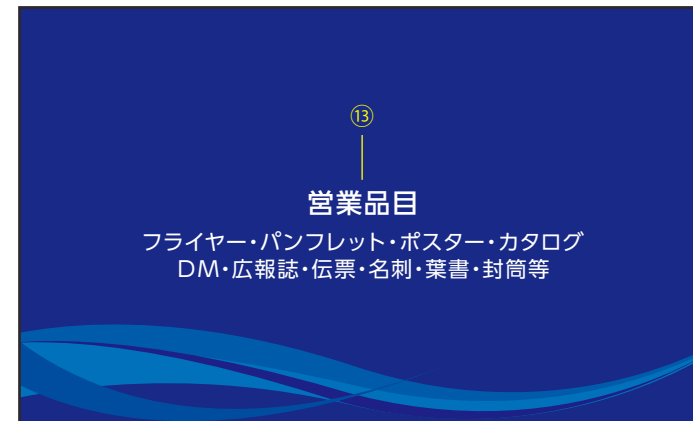 ⑬
営業品目
フライヤー・パンフレット・ポスター・カタログ
DM・広報誌・伝票・名刺・葉書・封筒等